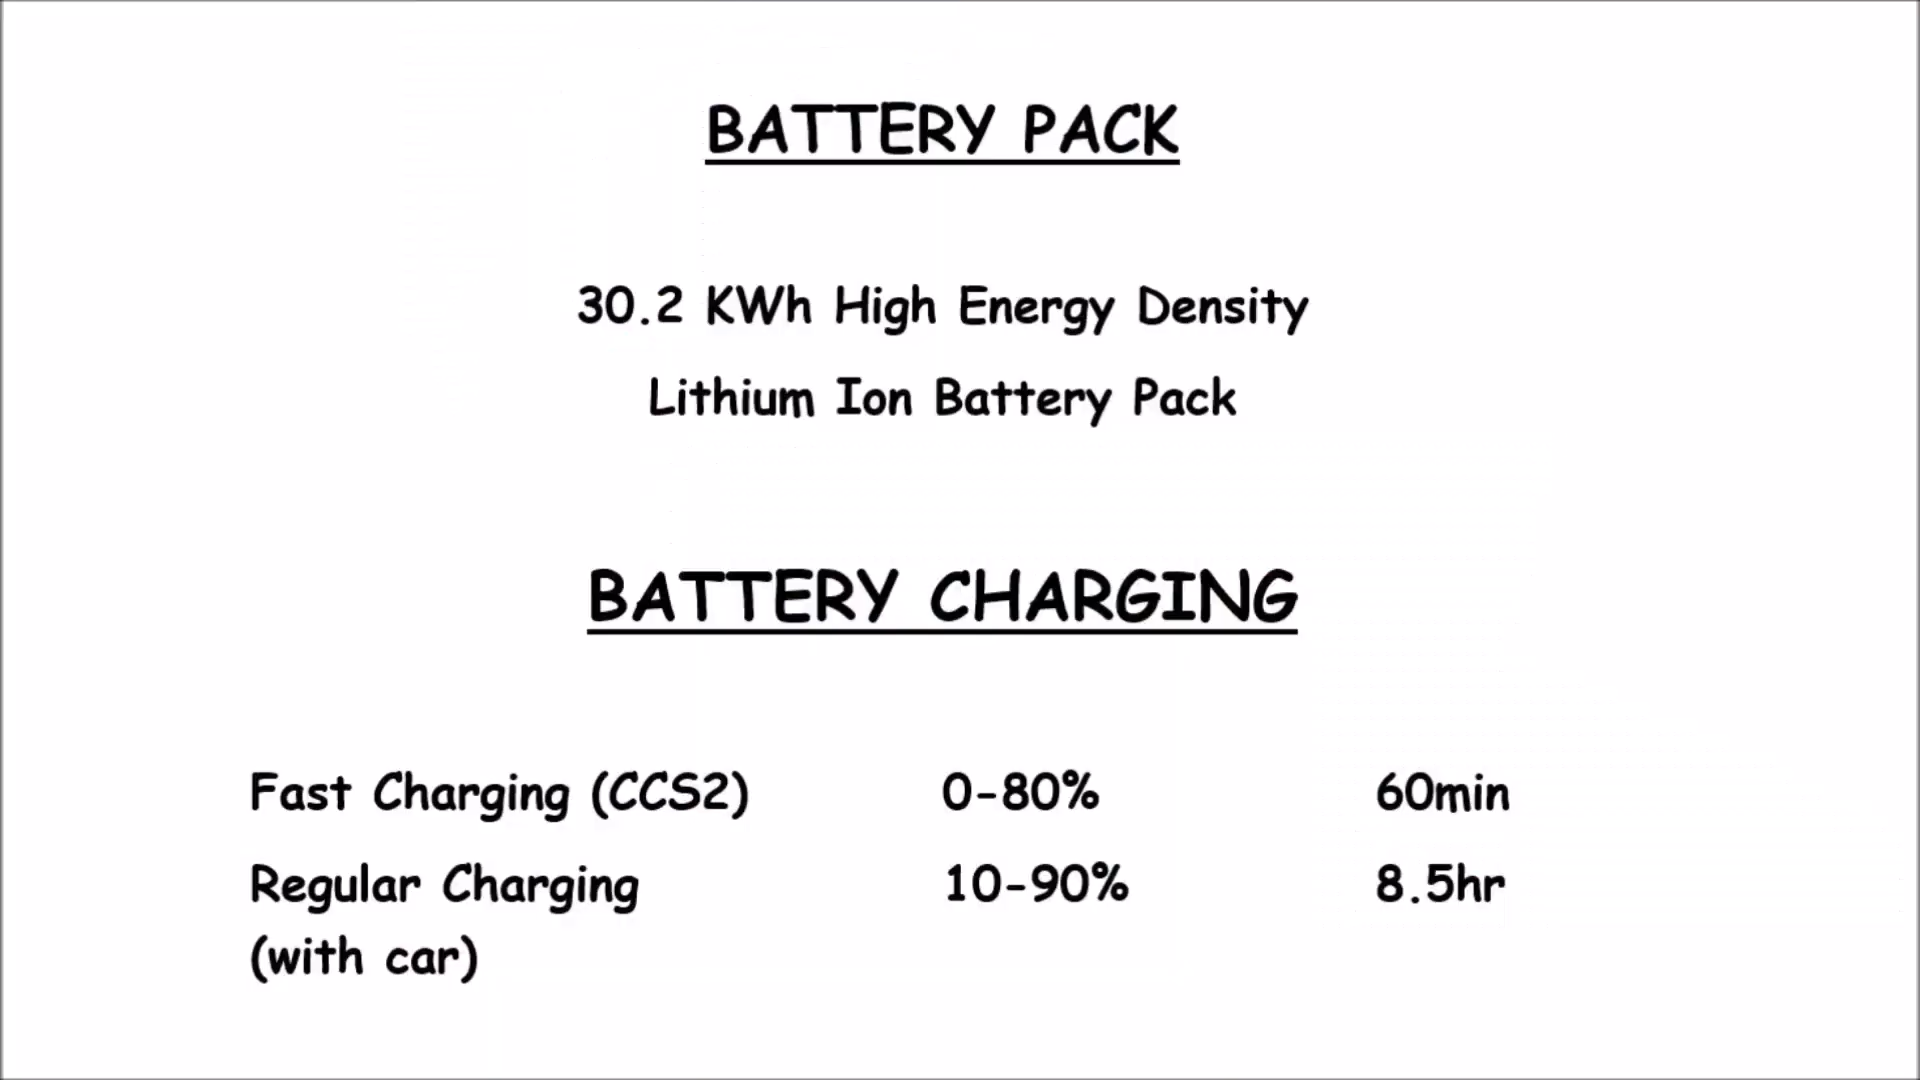 BATTERY PACK
30.2 KWh High Energy Density
Lithium Ion Battery Pack
BATTERY CHARGING
Fast Charging (CCS2) 0-80% 60min
Regular Charging 10-90% 8.5hr
(with car)